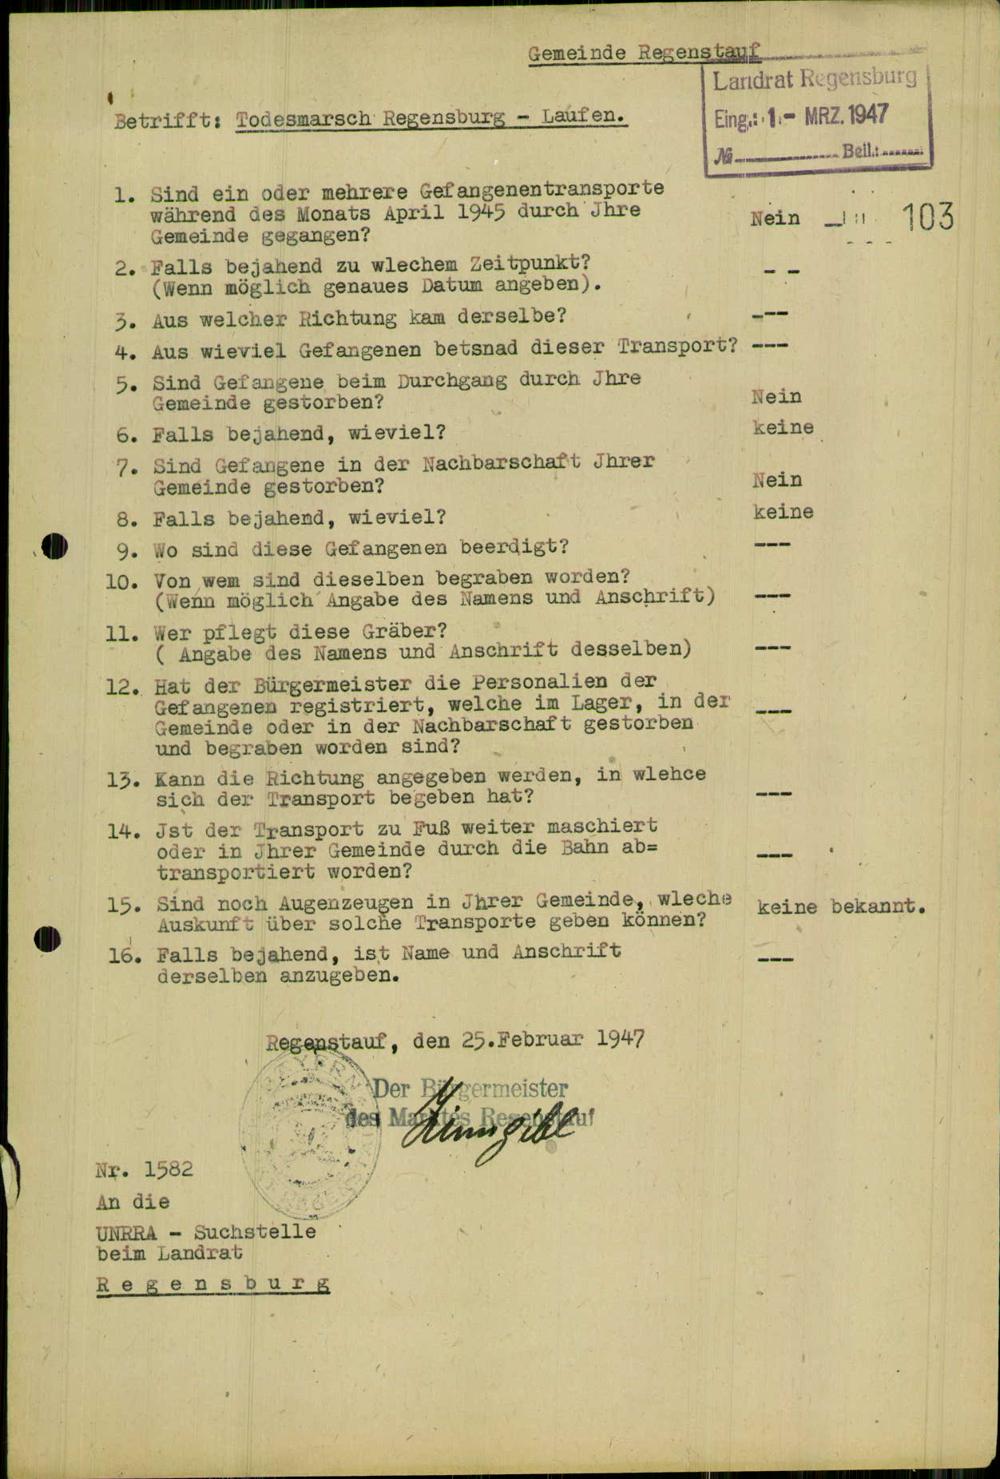 Gemeinde Regenstauf
Landrat Regensburg
Eing.: 1.- MRZ. 1947
№ Beil.:
Betrifft: Todesmarsch Regensburg - Laufen.
1. Sind ein oder mehrere Gefangenentransporte
während des Monats April 1945 durch Jhre
Gemeinde gegangen?
Nein
103
2. Falls bejahend zu wlechem Zeitpunkt?
(Wenn möglich genaues Datum angeben).
- -
3. Aus welcher Richtung kam derselbe? ---
4. Aus wieviel Gefangenen betsnad dieser Transport? ---
5. Sind Gefangene beim Durchgang durch Jhre
Gemeinde gestorben? Nein
6. Falls bejahend, wieviel? keine
7. Sind Gefangene in der Nachbarschaft Jhrer
Gemeinde gestorben? Nein
8. Falls bejahend, wieviel? keine
9. Wo sind diese Gefangenen beerdigt? ---
10. Von wem sind dieselben begraben worden?
(Wenn möglich Angabe des Namens und Anschrift) ---
11. Wer pflegt diese Gräber?
( Angabe des Namens und Anschrift desselben) ---
12. Hat der Bürgermeister die Personalien der
Gefangenen registriert, welche im Lager, in der ---
Gemeinde oder in der Nachbarschaft gestorben
und begraben worden sind?
13. Kann die Richtung angegeben werden, in wlehce
sich der Transport begeben hat? ---
14. Jst der Transport zu Fuß weiter maschiert
oder in Jhrer Gemeinde durch die Bahn ab= ---
transportiert worden?
15. Sind noch Augenzeugen in Jhrer Gemeinde, wleche keine bekannt.
Auskunft über solche Transporte geben können?
16. Falls bejahend, ist Name und Anschrift ---
derselben anzugeben.
Regenstauf, den 25.Februar 1947
Der Bürgermeister
des Marktes Regenstauf
Nr. 1582
An die
UNRRA - Suchstelle
beim Landrat
Regensburg